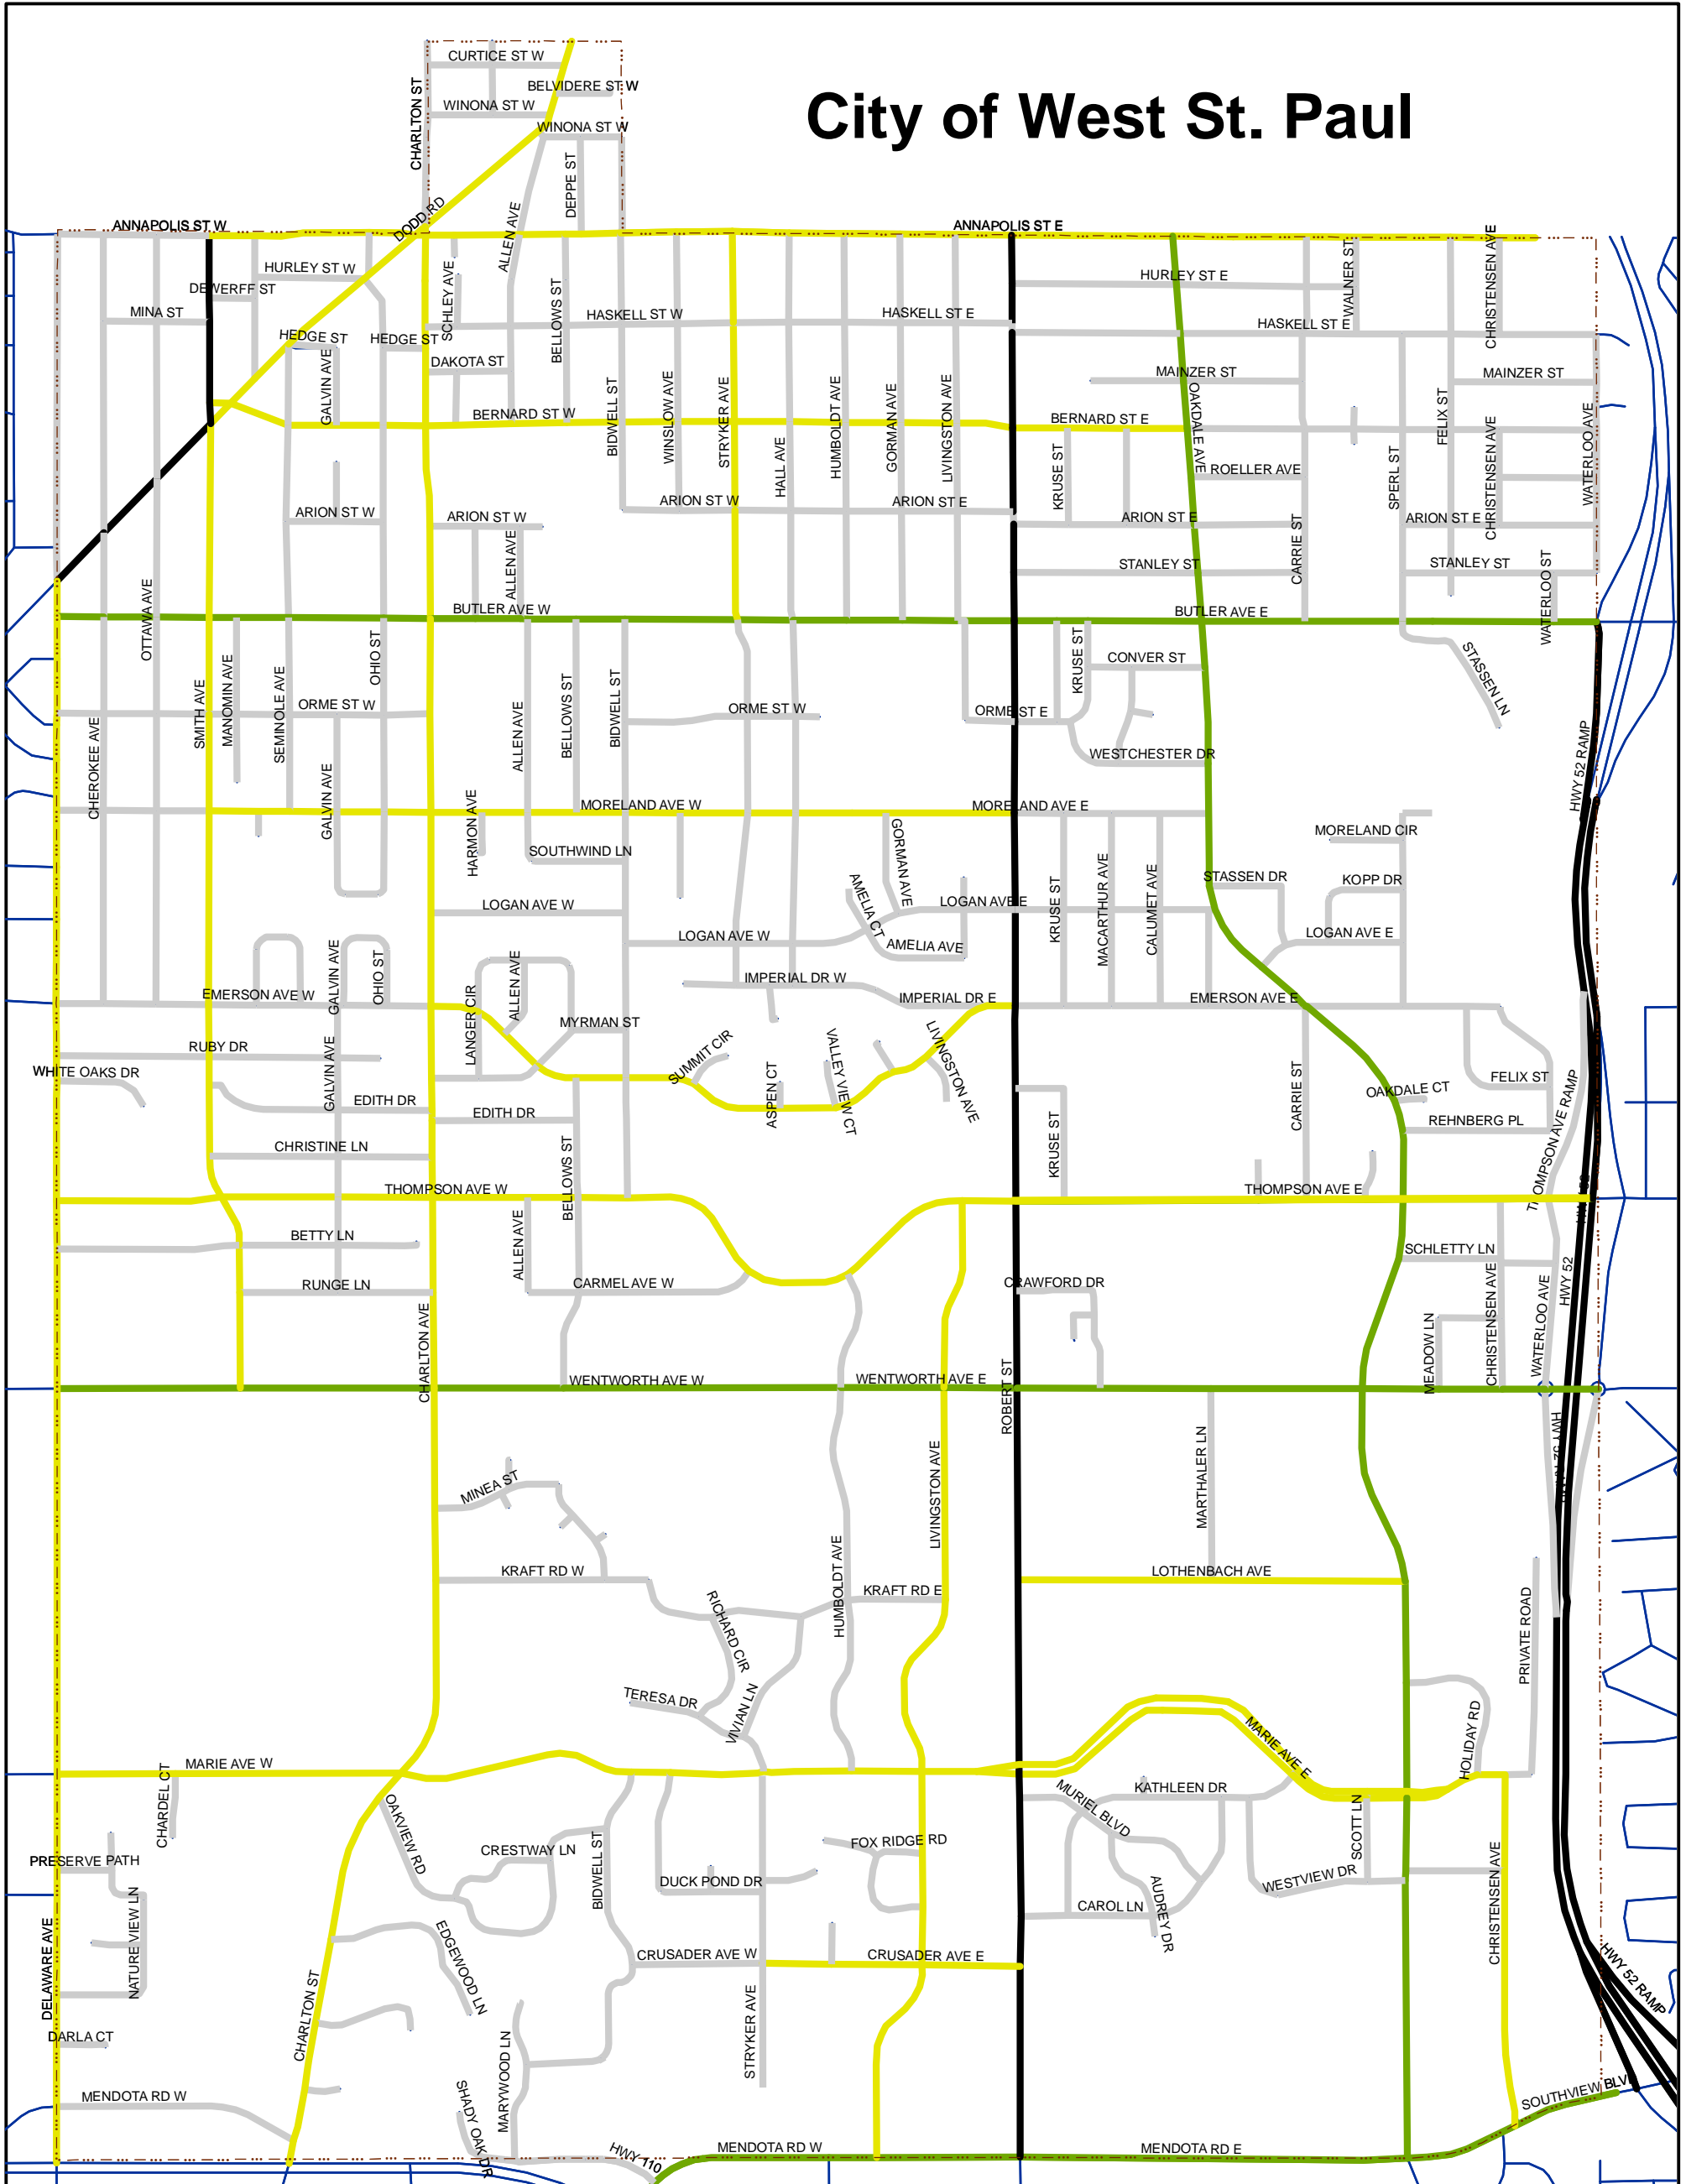 City of West St. Paul
CURTICE ST W
BELVIDERE ST W
WINONA ST W
WINONA ST W
CHARLTON ST
DEPPE ST
DODD RD
ALLEN AVE
ANNAPOLIS ST W
ANNAPOLIS ST E
HURLEY ST W
HURLEY ST E
DEWERFF ST
MINA ST
HEDGE ST
HEDGE ST
SCHLEY AVE
BELLOWS ST
HASKELL ST W
HASKELL ST E
HASKELL ST E
WALNER ST
CHRISTENSEN AVE
DAKOTA ST
MAINZER ST
MAINZER ST
GALVIN AVE
BERNARD ST W
BERNARD ST E
BIDWELL ST
WINSLOW AVE
STRYKER AVE
HALL AVE
HUMBOLDT AVE
GORMAN AVE
LIVINGSTON AVE
KRUSE ST
OAKDALE AVE
ROELLER AVE
SPERL ST
FELIX ST
CHRISTENSEN AVE
WATERLOO AVE
ARION ST W
ARION ST W
ARION ST W
ARION ST E
ARION ST E
ARION ST E
ALLEN AVE
STANLEY ST
STANLEY ST
CARRIE ST
WATERLOO ST
OTTAWA AVE
BUTLER AVE W
BUTLER AVE E
CHEROKEE AVE
SMITH AVE
MANOMIN AVE
SEMINOLE AVE
OHIO ST
ORME ST W
ALLEN AVE
BELLOWS ST
BIDWELL ST
ORME ST W
ORME ST E
KRUSE ST
CONVER ST
WESTCHESTER DR
STASSEN LN
HWY 52 RAMP
GALVIN AVE
MORELAND AVE W
MORELAND AVE E
MORELAND CIR
HARMON AVE
SOUTHWIND LN
GORMAN AVE
AMELIA CT
STASSEN DR
KOPP DR
LOGAN AVE W
LOGAN AVE W
LOGAN AVE E
LOGAN AVE E
AMELIA AVE
KRUSE ST
MACARTHUR AVE
CALUMET AVE
GALVIN AVE
OHIO ST
LANGER CIR
ALLEN AVE
IMPERIAL DR W
IMPERIAL DR E
EMERSON AVE W
EMERSON AVE E
MYRMAN ST
RUBY DR
WHITE OAKS DR
GALVIN AVE
SUMMIT CIR
ASPEN CT
VALLEY VIEW CT
LIVINGSTON AVE
CARRIE ST
FELIX ST
OAKDALE CT
REHNBERG PL
THOMPSON AVE RAMP
EDITH DR
EDITH DR
CHRISTINE LN
BELLOWS ST
KRUSE ST
THOMPSON AVE W
THOMPSON AVE E
BETTY LN
ALLEN AVE
SCHLETTY LN
RUNGE LN
CARMEL AVE W
CRAWFORD DR
CHARLTON AVE
MEADOW LN
CHRISTENSEN AVE
WATERLOO AVE
HWY 52
WENTWORTH AVE W
WENTWORTH AVE E
ROBERT ST
MINEA ST
LIVINGSTON AVE
MARTHALER LN
KRAFT RD W
KRAFT RD E
HUMBOLDT AVE
LOTHENBACH AVE
RICHARD CIR
PRIVATE ROAD
TERESA DR
VIVIAN LN
MARIE AVE W
MARIE AVE E
HOLIDAY RD
CHARDEL CT
KATHLEEN DR
MURIEL BLVD
OAKVIEW RD
CRESTWAY LN
BIDWELL ST
FOX RIDGE RD
SCOTT LN
PRESERVE PATH
DUCK POND DR
WESTVIEW DR
NATURE VIEW LN
CAROL LN
AUDREY DR
CHRISTENSEN AVE
DELAWARE AVE
EDGEWOOD LN
CRUSADER AVE W
CRUSADER AVE E
HWY 52 RAMP
CHARLTON ST
DARLA CT
STRYKER AVE
MARYWOOD LN
MENDOTA RD W
SHADY OAK DR
SOUTHVIEW BLV
HWY 110
MENDOTA RD W
MENDOTA RD E